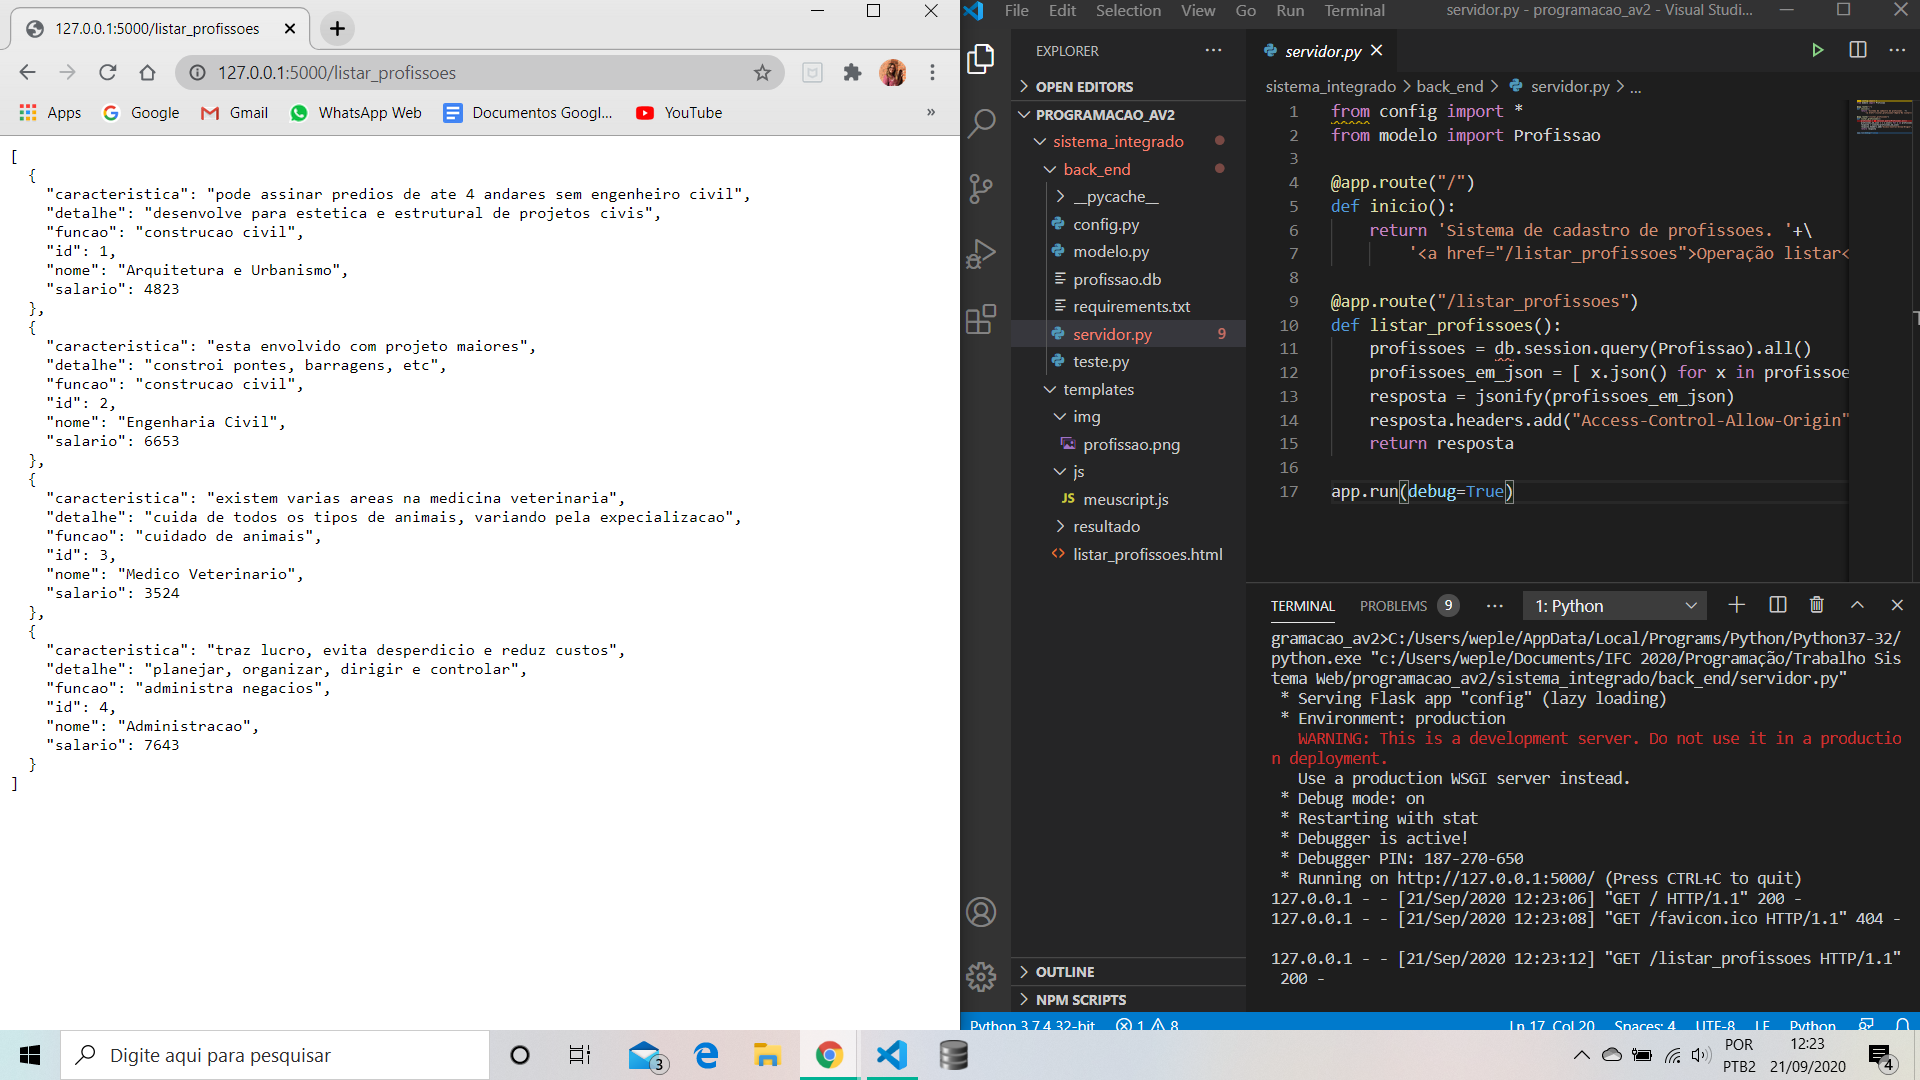 127.0.0.1:5000/listar_profissoes
127.0.0.1:5000/listar_profissoes
Apps
Google
Gmail
WhatsApp Web
Documentos Googl...
YouTube
»
[
{
"caracteristica": "pode assinar predios de ate 4 andares sem engenheiro civil",
"detalhe": "desenvolve para estetica e estrutural de projetos civis",
"funcao": "construcao civil",
"id": 1,
"nome": "Arquitetura e Urbanismo",
"salario": 4823
},
{
"caracteristica": "esta envolvido com projeto maiores",
"detalhe": "constroi pontes, barragens, etc",
"funcao": "construcao civil",
"id": 2,
"nome": "Engenharia Civil",
"salario": 6653
},
{
"caracteristica": "existem varias areas na medicina veterinaria",
"detalhe": "cuida de todos os tipos de animais, variando pela expecializacao",
"funcao": "cuidado de animais",
"id": 3,
"nome": "Medico Veterinario",
"salario": 3524
},
{
"caracteristica": "traz lucro, evita desperdicio e reduz custos",
"detalhe": "planejar, organizar, dirigir e controlar",
"funcao": "administra negacios",
"id": 4,
"nome": "Administracao",
"salario": 7643
}
]
File Edit Selection View Go Run Terminal
servidor.py - programacao_av2 - Visual Studi...
EXPLORER
OPEN EDITORS
PROGRAMACAO_AV2
sistema_integrado
back_end
__pycache__
config.py
modelo.py
profissao.db
requirements.txt
servidor.py 9
teste.py
templates
img
profissao.png
js
JS meuscript.js
resultado
listar_profissoes.html
OUTLINE
NPM SCRIPTS
servidor.py
sistema_integrado > back_end > servidor.py > ...
1 from config import *
2 from modelo import Profissao
3
4 @app.route("/")
5 def inicio():
6 return 'Sistema de cadastro de profissoes. '+\
7 '<a href="/listar_profissoes">Operação listar<
8
9 @app.route("/listar_profissoes")
10 def listar_profissoes():
11 profissoes = db.session.query(Profissao).all()
12 profissoes_em_json = [ x.json() for x in profissoe
13 resposta = jsonify(profissoes_em_json)
14 resposta.headers.add("Access-Control-Allow-Origin"
15 return resposta
16
17 app.run(debug=True)
TERMINAL PROBLEMS 9 ... 1: Python
gramacao_av2>C:/Users/weple/AppData/Local/Programs/Python/Python37-32/
python.exe "c:/Users/weple/Documents/IFC 2020/Programação/Trabalho Sis
tema Web/programacao_av2/sistema_integrado/back_end/servidor.py"
* Serving Flask app "config" (lazy loading)
* Environment: production
WARNING: This is a development server. Do not use it in a productio
n deployment.
Use a production WSGI server instead.
* Debug mode: on
* Restarting with stat
* Debugger is active!
* Debugger PIN: 187-270-650
* Running on http://127.0.0.1:5000/ (Press CTRL+C to quit)
127.0.0.1 - - [21/Sep/2020 12:23:06] "GET / HTTP/1.1" 200 -
127.0.0.1 - - [21/Sep/2020 12:23:08] "GET /favicon.ico HTTP/1.1" 404 -
127.0.0.1 - - [21/Sep/2020 12:23:12] "GET /listar_profissoes HTTP/1.1"
200 -
Python 3.7.4 32-bit 1 8 Ln 17, Col 20 Spaces: 4 UTF-8 LF Python
Digite aqui para pesquisar
3
POR
PTB2
12:23
21/09/2020
4